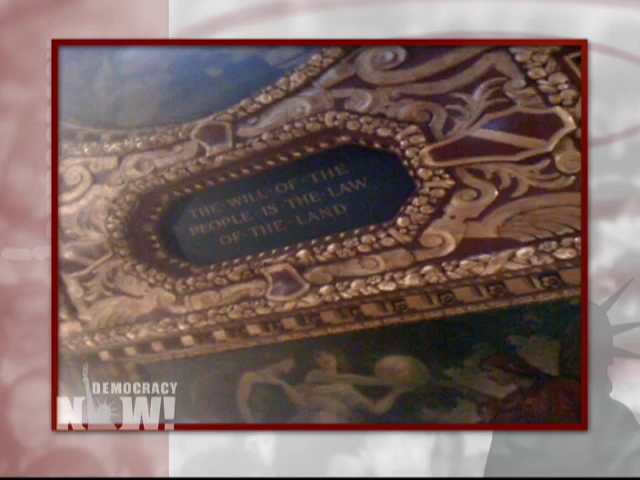 THE · WILL · OF · THE
PEOPLE · IS · THE · LAW
OF · THE · LAND
DEMOCRACY
NOW!